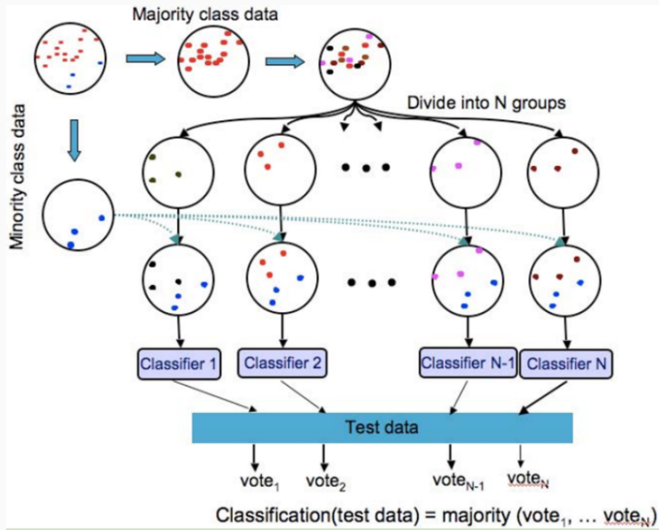 Majority class data
Minority class data
Divide into N groups
Classifier 1
Classifier 2
Classifier N-1
Classifier N
Test data
vote1
vote2
voteN-1
voteN
Classification(test data) = majority (vote1, ... voteN)